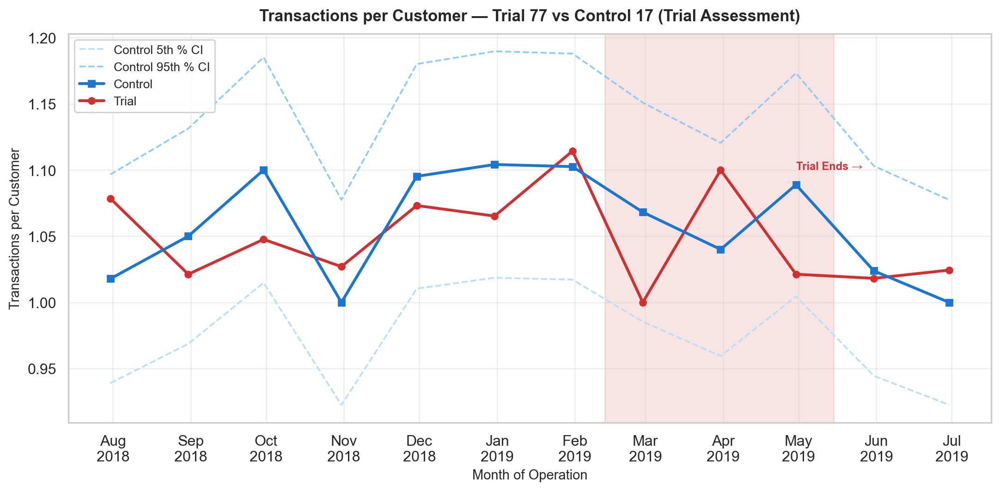 Transactions per Customer — Trial 77 vs Control 17 (Trial Assessment)
Control 5th % CI
Control 95th % CI
Control
Trial
Transactions per Customer
1.20
1.15
1.10
1.05
1.00
0.95
Trial Ends →
Aug Sep Oct Nov Dec Jan Feb Mar Apr May Jun Jul
2018 2018 2018 2018 2018 2019 2019 2019 2019 2019 2019 2019
Month of Operation